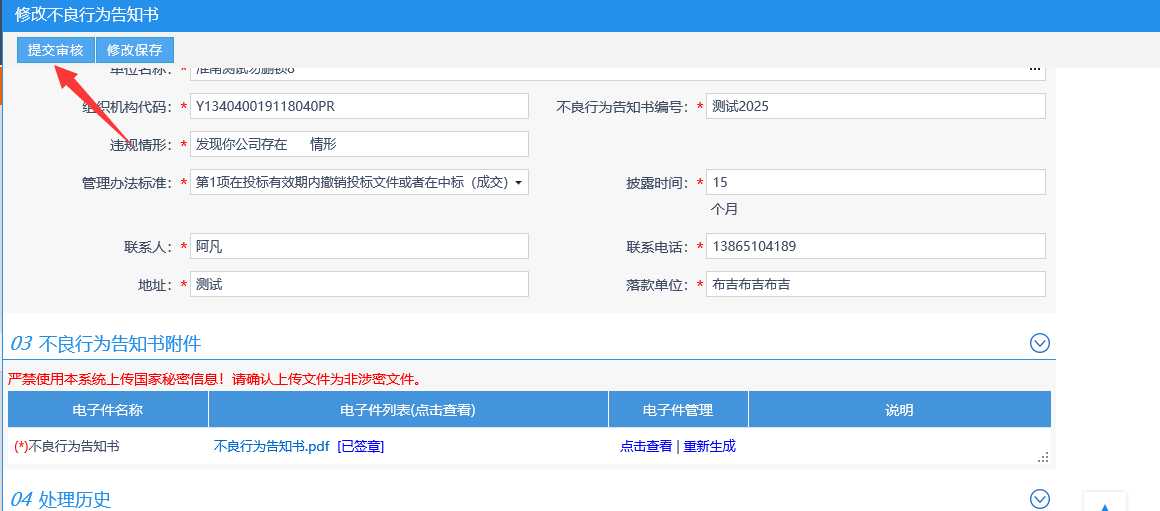 修改不良行为告知书
提交审核 修改保存
单位名称：*
组织机构代码：* Y134040019118040PR 不良行为告知书编号：* 测试2025
违规情形：* 发现你公司存在 情形
管理办法标准：* 第1项在投标有效期内撤销投标文件或者在中标（成交） 披露时间：* 15
个月
联系人：* 阿凡 联系电话：* 13865104189
地址：* 测试 落款单位：* 布吉布吉布吉
03 不良行为告知书附件
严禁使用本系统上传国家秘密信息！请确认上传文件为非涉密文件。
电子件名称 电子件列表(点击查看) 电子件管理 说明
(*)不良行为告知书 不良行为告知书.pdf [已签章] 点击查看 | 重新生成
04 处理历史